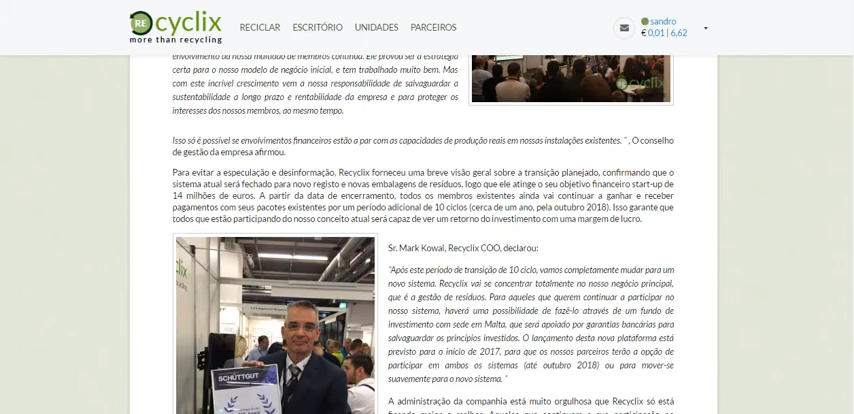 Recyclix
more than recycling
RECICLAR ESCRITÓRIO UNIDADES PARCEIROS
sandro
€ 0,01 | 6,62
envolvimento da nossa multidão de membros contínua. Ele provou ser a estratégia
certa para o nosso modelo de negócio inicial, e tem trabalhado muito bem. Mas
com este incrível crescimento vem a nossa responsabilidade de salvaguardar a
sustentabilidade a longo prazo e rentabilidade da empresa e para proteger os
interesses dos nossos membros, ao mesmo tempo.
cyclix
Isso só é possível se envolvimentos financeiros estão a par com as capacidades de produção reais em nossas instalações existentes. " , O conselho
de gestão da empresa afirmou.
Para evitar a especulação e desinformação, Recyclix forneceu uma breve visão geral sobre a transição planejado, confirmando que o
sistema atual será fechado para novo registo e novas embalagens de resíduos, logo que ele atinge o seu objetivo financeiro start-up de
14 milhões de euros. A partir da data de encerramento, todos os membros existentes ainda vai continuar a ganhar e receber
pagamentos com seus pacotes existentes por um período adicional de 10 ciclos (cerca de um ano, pela outubro 2018). Isso garante que
todos que estão participando do nosso conceito atual será capaz de ver um retorno do investimento com uma margem de lucro.
Sr. Mark Kowal, Recyclix COO, declarou:
"Após este período de transição de 10 ciclo, vamos completamente mudar para um
novo sistema. Recyclix vai se concentrar totalmente no nosso negócio principal,
que é a gestão de resíduos. Para aqueles que querem continuar a participar no
nosso sistema, haverá uma possibilidade de fazê-lo através de um fundo de
investimento com sede em Malta, que será apoiado por garantias bancárias para
salvaguardar os princípios investidos. O lançamento desta nova plataforma está
previsto para o início de 2017, para que os nossos parceiros terão a opção de
participar em ambos os sistemas (até outubro 2018) ou para mover-se
suavemente para o novo sistema. "
SCHÜTTGUT
A administração da companhia está muito orgulhosa que Recyclix só está